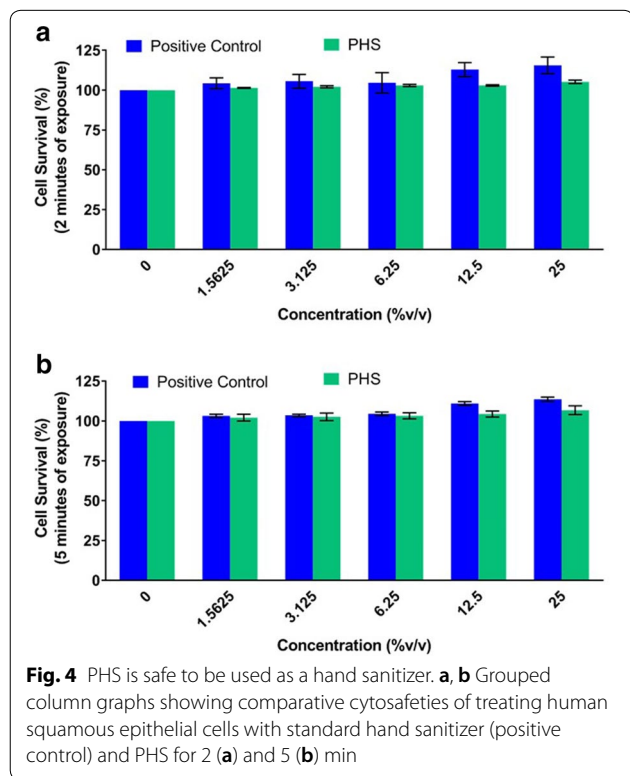 a
Positive Control
PHS
Cell Survival (%)
(2 minutes of exposure)
125
100
75
50
25
0
0
1.5625
3.125
6.25
12.5
25
Concentration (%v/v)
b
Positive Control
PHS
Cell Survival (%)
(5 minutes of exposure)
125
100
75
50
25
0
0
1.5625
3.125
6.25
12.5
25
Concentration (%v/v)
Fig. 4 PHS is safe to be used as a hand sanitizer. a, b Grouped
column graphs showing comparative cytosafeties of treating human
squamous epithelial cells with standard hand sanitizer (positive
control) and PHS for 2 (a) and 5 (b) min